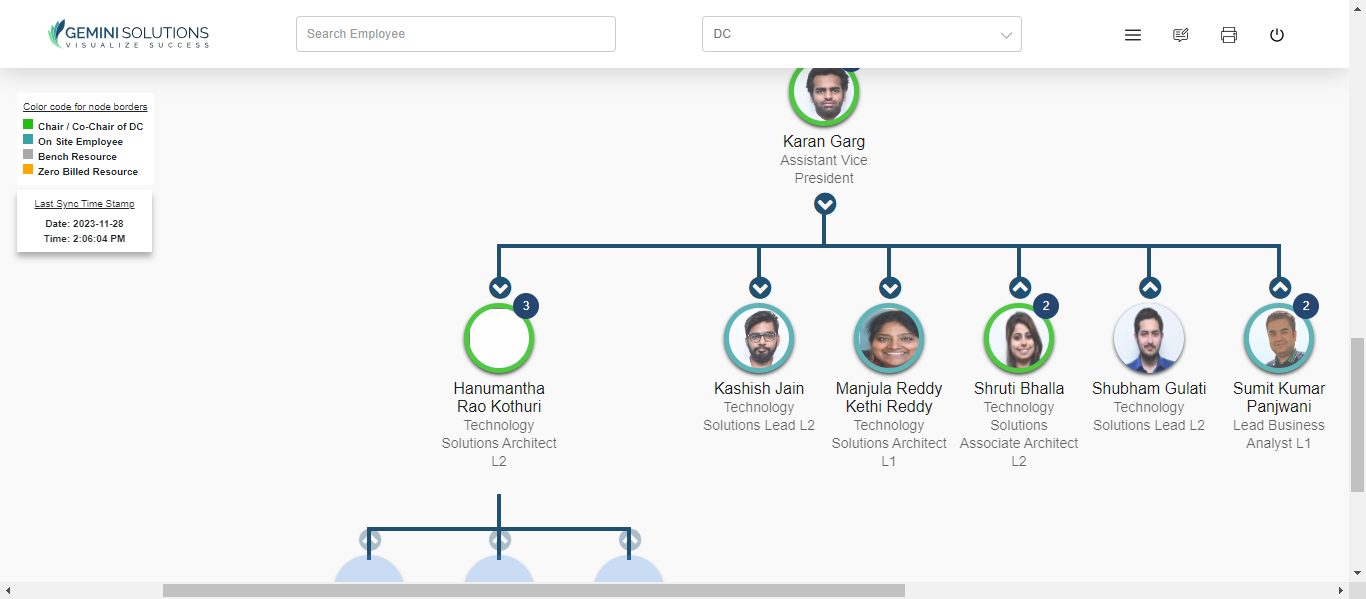 GEMINI SOLUTIONS
VISUALIZE SUCCESS
Search Employee
DC
Color code for node borders
Chair / Co-Chair of DC
On Site Employee
Bench Resource
Zero Billed Resource
Last Sync Time Stamp
Date: 2023-11-28
Time: 2:06:04 PM
Karan Garg
Assistant Vice
President
3
Hanumantha
Rao Kothuri
Technology
Solutions Architect
L2
Kashish Jain
Technology
Solutions Lead L2
Manjula Reddy
Kethi Reddy
Technology
Solutions Architect
L1
2
Shruti Bhalla
Technology
Solutions
Associate Architect
L2
Shubham Gulati
Technology
Solutions Lead L2
2
Sumit Kumar
Panjwani
Lead Business
Analyst L1